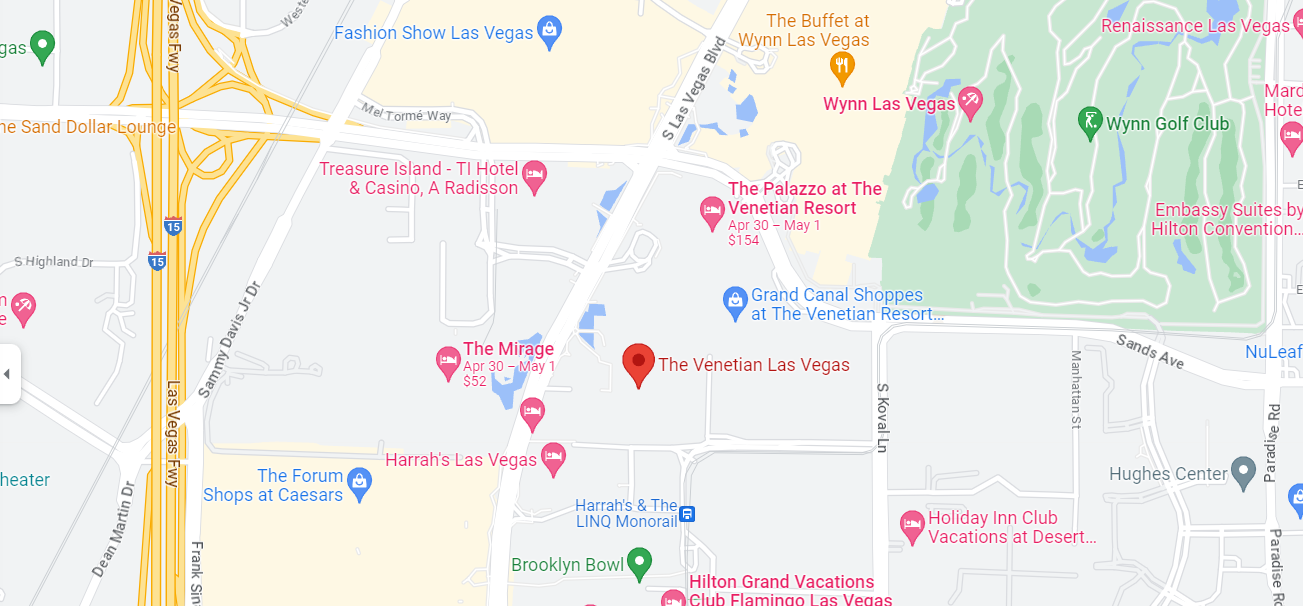 Vegas Fwy
Weste
Fashion Show Las Vegas
The Buffet at
Wynn Las Vegas
Renaissance Las Vegas
gas
S Las Vegas Blvd
Mel Tormé Way
Wynn Las Vegas
Mard
Hote
Wynn Golf Club
he Sand Dollar Lounge
Treasure Island - TI Hotel
& Casino, A Radisson
The Palazzo at The
Venetian Resort
Apr 30 – May 1
$154
E
Embassy Suites by
Hilton Convention...
15
15
S Highland Dr
E
Grand Canal Shoppes
at The Venetian Resort...
m
e
Sammy Davis Jr Dr
The Mirage
Apr 30 – May 1
$52
The Venetian Las Vegas
Sands Ave
NuLeaf
Manhattan St
Las Vegas Fwy
S Koval Ln
Paradise Rd
Harrah's Las Vegas
The Forum
Shops at Caesars
heater
Hughes Center
Dean Martin Dr
Harrah's & The
LINQ Monorail
Holiday Inn Club
Vacations at Desert...
Frank Sin
Brooklyn Bowl
Paradise Rd
Hilton Grand Vacations
Club Flamingo Las Vegas